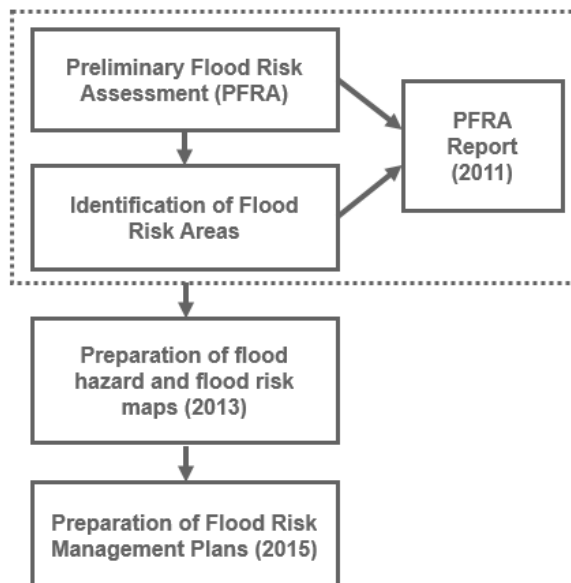 Preliminary Flood Risk
Assessment (PFRA)
PFRA
Report
(2011)
Identification of Flood
Risk Areas
Preparation of flood
hazard and flood risk
maps (2013)
Preparation of Flood Risk
Management Plans (2015)